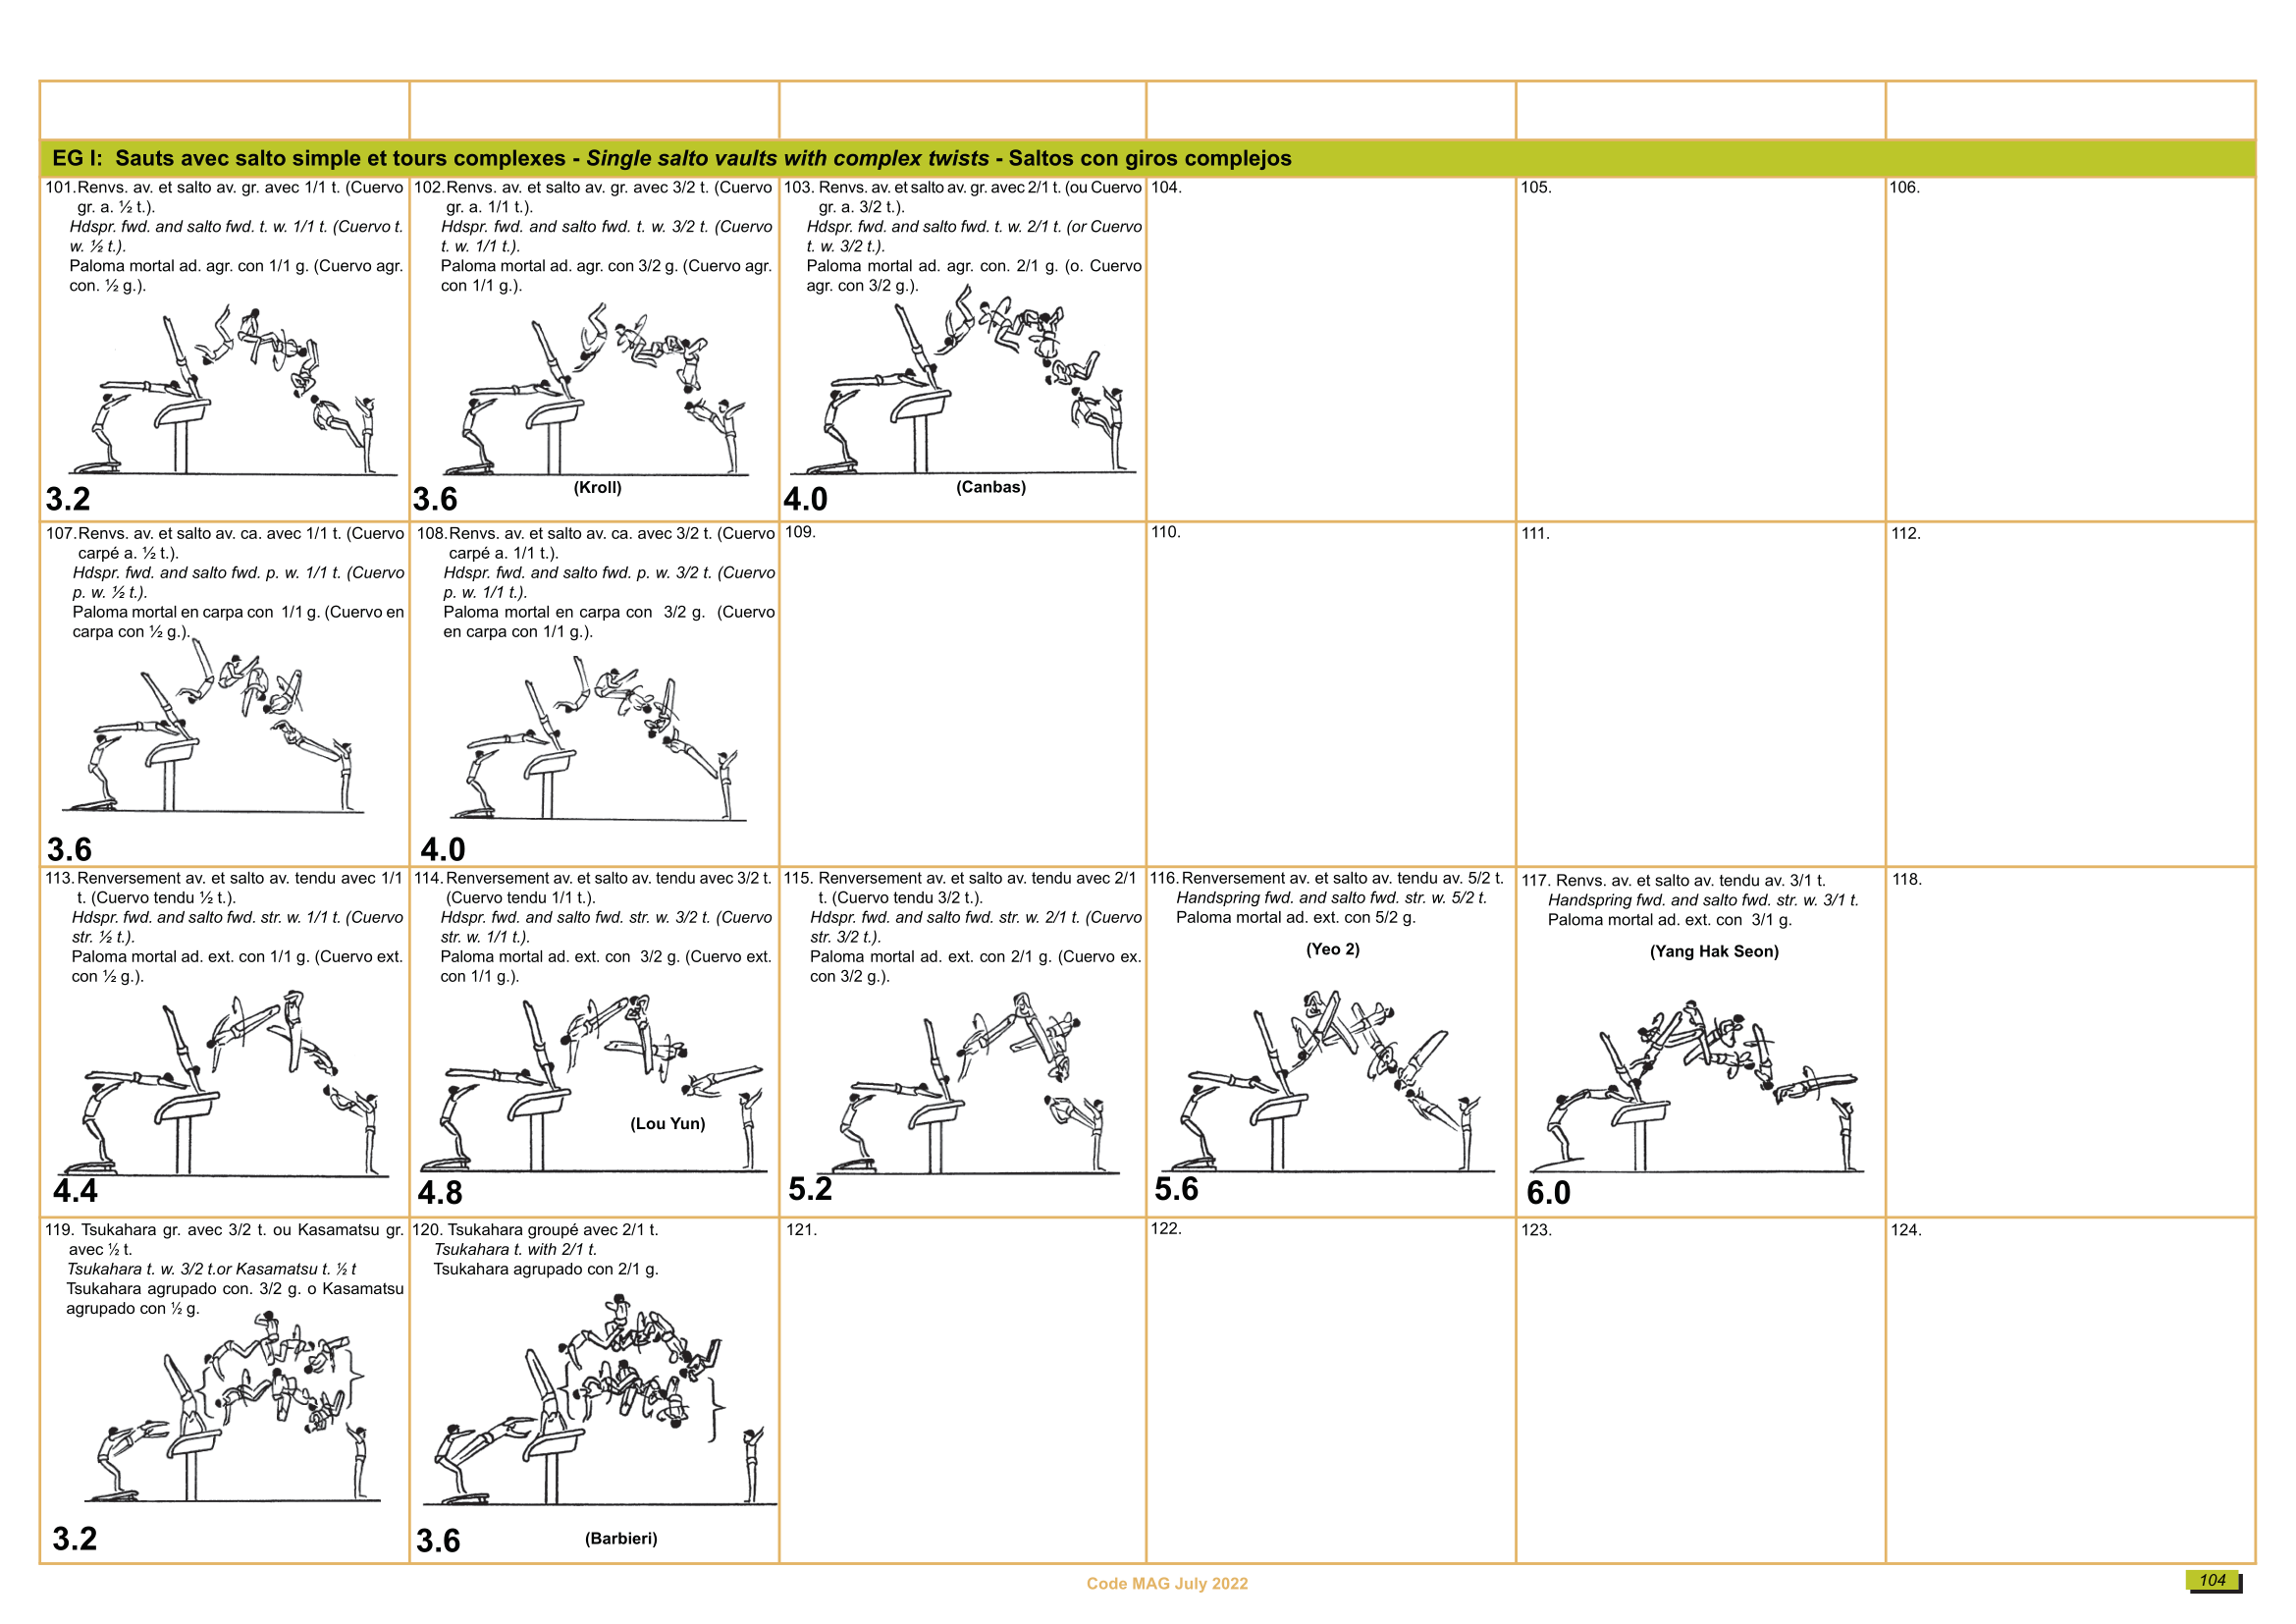 EG I: Sauts avec salto simple et tours complexes - Single salto vaults with complex twists - Saltos con giros complejos
101. Renvs. av. et salto av. gr. avec 1/1 t. (Cuervo
gr. a. ½ t.).
Hdspr. fwd. and salto fwd. t. w. 1/1 t. (Cuervo t.
w. ½ t.).
Paloma mortal ad. agr. con 1/1 g. (Cuervo agr.
con. ½ g.).
3.2
102. Renvs. av. et salto av. gr. avec 3/2 t. (Cuervo
gr. a. 1/1 t.).
Hdspr. fwd. and salto fwd. t. w. 3/2 t. (Cuervo
t. w. 1/1 t.).
Paloma mortal ad. agr. con 3/2 g. (Cuervo agr.
con 1/1 g.).
(Kroll)
3.6
103. Renvs. av. et salto av. gr. avec 2/1 t. (ou Cuervo
gr. a. 3/2 t.).
Hdspr. fwd. and salto fwd. t. w. 2/1 t. (or Cuervo
t. w. 3/2 t.).
Paloma mortal ad. agr. con. 2/1 g. (o. Cuervo
agr. con 3/2 g.).
(Canbas)
4.0
104.
105.
106.
107. Renvs. av. et salto av. ca. avec 1/1 t. (Cuervo
carpé a. ½ t.).
Hdspr. fwd. and salto fwd. p. w. 1/1 t. (Cuervo
p. w. ½ t.).
Paloma mortal en carpa con 1/1 g. (Cuervo en
carpa con ½ g.).
3.6
108. Renvs. av. et salto av. ca. avec 3/2 t. (Cuervo
carpé a. 1/1 t.).
Hdspr. fwd. and salto fwd. p. w. 3/2 t. (Cuervo
p. w. 1/1 t.).
Paloma mortal en carpa con 3/2 g. (Cuervo
en carpa con 1/1 g.).
4.0
109.
110.
111.
112.
113. Renversement av. et salto av. tendu avec 1/1
t. (Cuervo tendu ½ t.).
Hdspr. fwd. and salto fwd. str. w. 1/1 t. (Cuervo
str. ½ t.).
Paloma mortal ad. ext. con 1/1 g. (Cuervo ext.
con ½ g.).
4.4
114. Renversement av. et salto av. tendu avec 3/2 t.
(Cuervo tendu 1/1 t.).
Hdspr. fwd. and salto fwd. str. w. 3/2 t. (Cuervo
str. w. 1/1 t.).
Paloma mortal ad. ext. con 3/2 g. (Cuervo ext.
con 1/1 g.).
(Lou Yun)
4.8
115. Renversement av. et salto av. tendu avec 2/1
t. (Cuervo tendu 3/2 t.).
Hdspr. fwd. and salto fwd. str. w. 2/1 t. (Cuervo
str. 3/2 t.).
Paloma mortal ad. ext. con 2/1 g. (Cuervo ex.
con 3/2 g.).
5.2
116. Renversement av. et salto av. tendu av. 5/2 t.
Handspring fwd. and salto fwd. str. w. 5/2 t.
Paloma mortal ad. ext. con 5/2 g.
(Yeo 2)
5.6
117. Renvs. av. et salto av. tendu av. 3/1 t.
Handspring fwd. and salto fwd. str. w. 3/1 t.
Paloma mortal ad. ext. con 3/1 g.
(Yang Hak Seon)
6.0
118.
119. Tsukahara gr. avec 3/2 t. ou Kasamatsu gr.
avec ½ t.
Tsukahara t. w. 3/2 t.or Kasamatsu t. ½ t
Tsukahara agrupado con. 3/2 g. o Kasamatsu
agrupado con ½ g.
3.2
120. Tsukahara groupé avec 2/1 t.
Tsukahara t. with 2/1 t.
Tsukahara agrupado con 2/1 g.
(Barbieri)
3.6
121.
122.
123.
124.
Code MAG July 2022
104